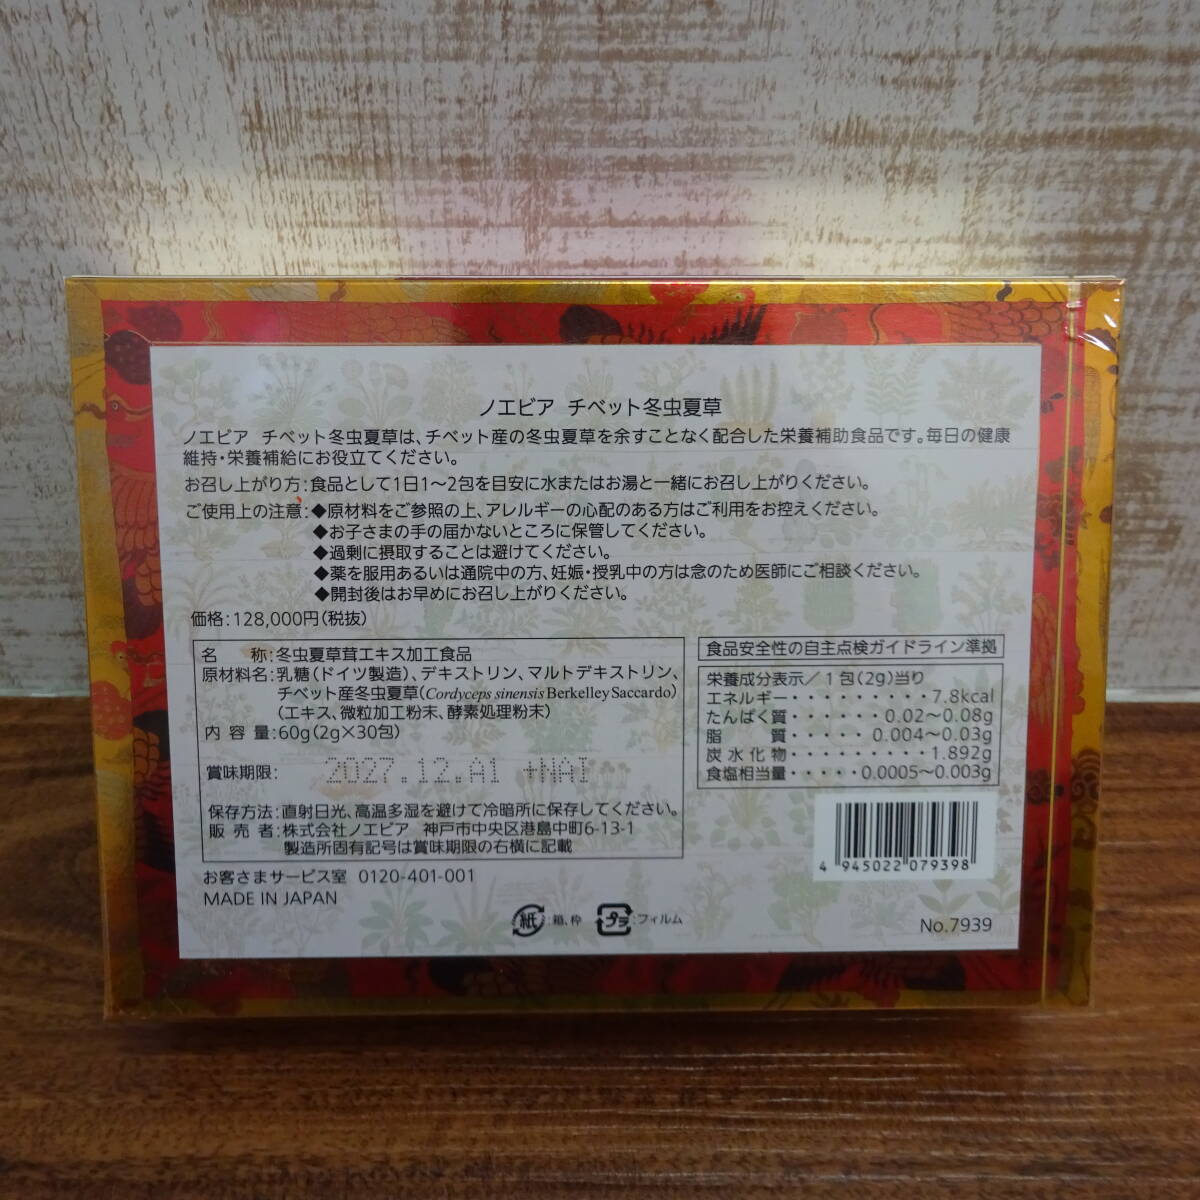 ノエビア チベット冬虫夏草
ノエビア チベット冬虫夏草は、チベット産の冬虫夏草を余すことなく配合した栄養補助食品です。毎日の健康
維持・栄養補給にお役立てください。
お召し上がり方:食品として1日1〜2包を目安に水またはお湯と一緒にお召し上がりください。
ご使用上の注意:◆原材料をご参照の上、アレルギーの心配のある方はご利用をお控えください。
◆お子さまの手の届かないところに保管してください。
◆過剰に摂取することは避けてください。
◆薬を服用あるいは通院中の方、妊娠・授乳中の方は念のため医師にご相談ください。
◆開封後はお早めにお召し上がりください。
価格:128,000円(税抜)
名 称:冬虫夏草茸エキス加工食品
原材料名:乳糖(ドイツ製造)、デキストリン、マルトデキストリン、
チベット産冬虫夏草(Cordyceps sinensis Berkelley Saccardo)
(エキス、微粒加工粉末、酵素処理粉末)
内容量:60g(2g×30包)
賞味期限: 2027.12.A1 +NAI
保存方法:直射日光、高温多湿を避けて冷暗所に保存してください。
販売者:株式会社ノエビア 神戸市中央区港島中町6-13-1
製造所固有記号は賞味期限の右横に記載
お客さまサービス室 0120-401-001
MADE IN JAPAN
食品安全性の自主点検ガイドライン準拠
栄養成分表示/1包(2g)当り
エネルギー・・・・・・・・・7.8kcal
たんぱく質・・・・・・0.02〜0.08g
脂 質・・・・・0.004〜0.03g
炭水化物・・・・・・・・・1.892g
食塩相当量・・・・・0.0005〜0.003g
4 945022 079398
紙:箱、枠 プラ:フィルム
No.7939